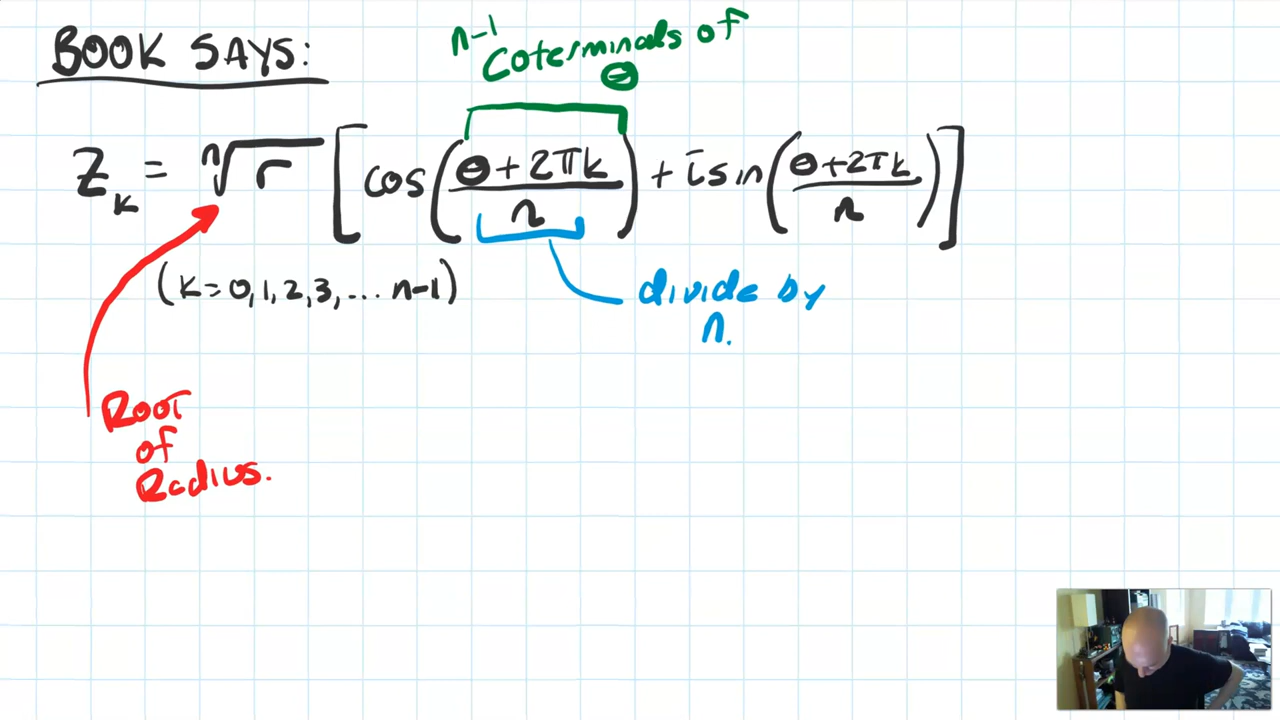 BOOK SAYS:
n-1
Coterminals of
θ
Z_k = ⁿ√r [cos(θ+2πk/n) + i sin(θ+2πk/n)]
(k=0,1,2,3,... n-1)
divide by
n.
Root
of
Radius.